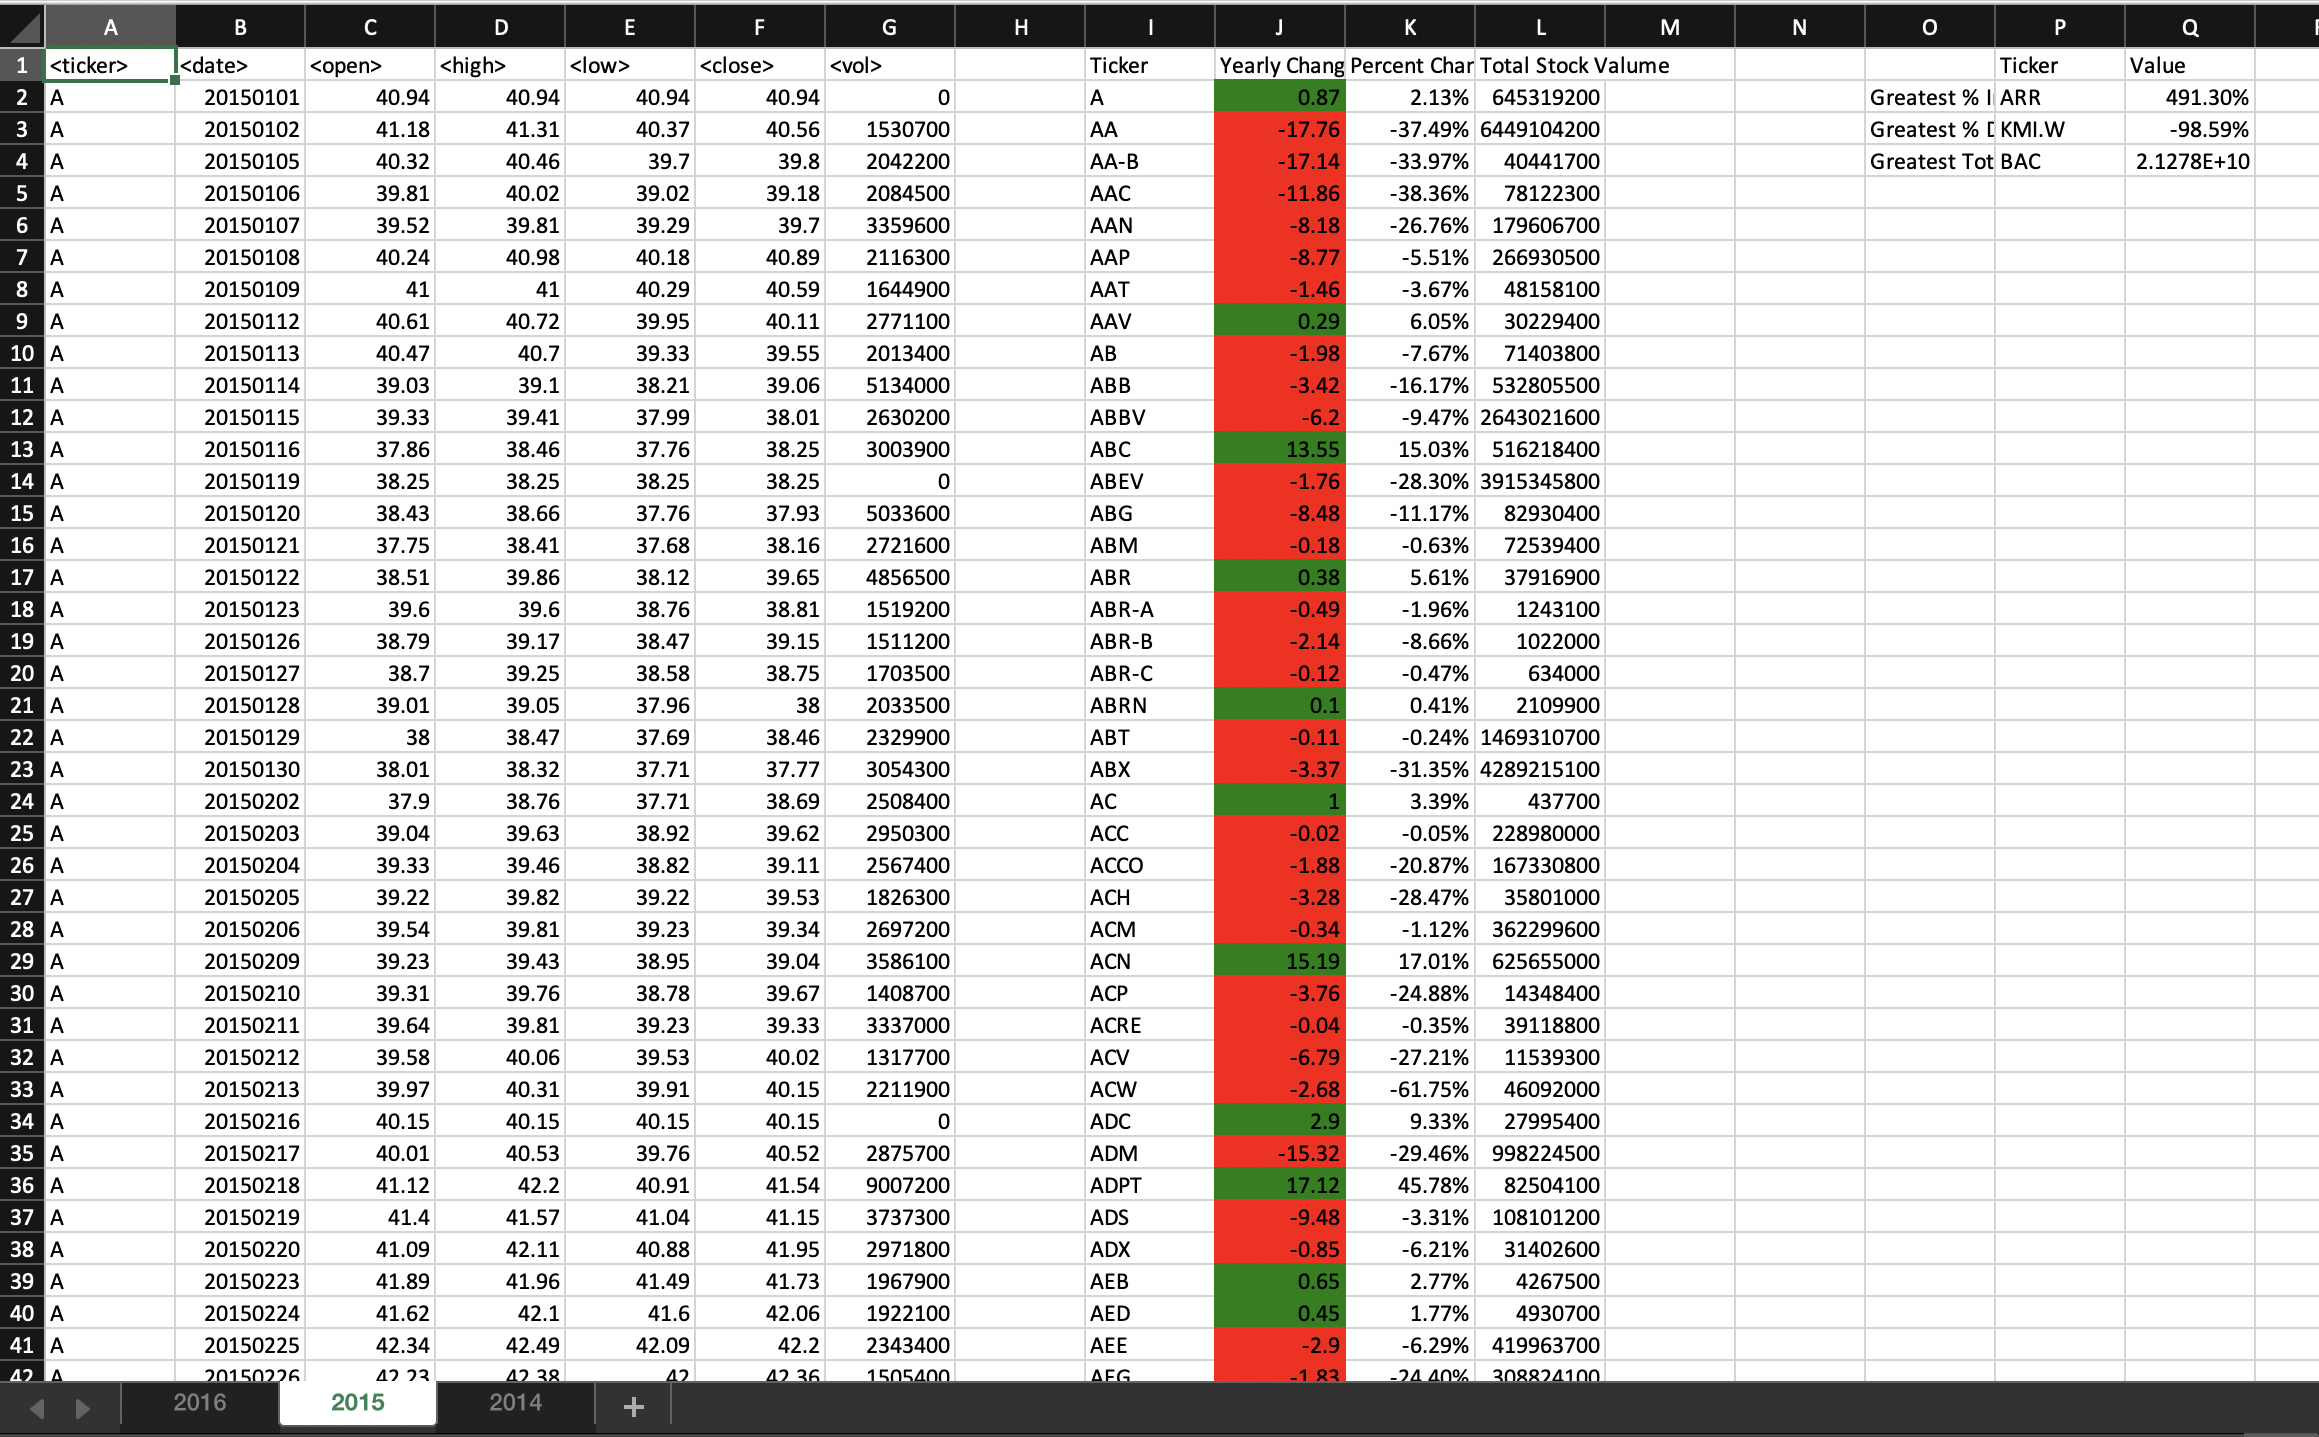 A B C D E F G H I J K L M N O P Q
1 <ticker> <date> <open> <high> <low> <close> <vol> Ticker Yearly Chang Percent Char Total Stock Valume Ticker Value
2 A 20150101 40.94 40.94 40.94 40.94 0 A 0.87 2.13% 645319200 Greatest % I ARR 491.30%
3 A 20150102 41.18 41.31 40.37 40.56 1530700 AA -17.76 -37.49% 6449104200 Greatest % D KMI.W -98.59%
4 A 20150105 40.32 40.46 39.7 39.8 2042200 AA-B -17.14 -33.97% 40441700 Greatest Tot BAC 2.1278E+10
5 A 20150106 39.81 40.02 39.02 39.18 2084500 AAC -11.86 -38.36% 78122300
6 A 20150107 39.52 39.81 39.29 39.7 3359600 AAN -8.18 -26.76% 179606700
7 A 20150108 40.24 40.98 40.18 40.89 2116300 AAP -8.77 -5.51% 266930500
8 A 20150109 41 41 40.29 40.59 1644900 AAT -1.46 -3.67% 48158100
9 A 20150112 40.61 40.72 39.95 40.11 2771100 AAV 0.29 6.05% 30229400
10 A 20150113 40.47 40.7 39.33 39.55 2013400 AB -1.98 -7.67% 71403800
11 A 20150114 39.03 39.1 38.21 39.06 5134000 ABB -3.42 -16.17% 532805500
12 A 20150115 39.33 39.41 37.99 38.01 2630200 ABBV -6.2 -9.47% 2643021600
13 A 20150116 37.86 38.46 37.76 38.25 3003900 ABC 13.55 15.03% 516218400
14 A 20150119 38.25 38.25 38.25 38.25 0 ABEV -1.76 -28.30% 3915345800
15 A 20150120 38.43 38.66 37.76 37.93 5033600 ABG -8.48 -11.17% 82930400
16 A 20150121 37.75 38.41 37.68 38.16 2721600 ABM -0.18 -0.63% 72539400
17 A 20150122 38.51 39.86 38.12 39.65 4856500 ABR 0.38 5.61% 37916900
18 A 20150123 39.6 39.6 38.76 38.81 1519200 ABR-A -0.49 -1.96% 1243100
19 A 20150126 38.79 39.17 38.47 39.15 1511200 ABR-B -2.14 -8.66% 1022000
20 A 20150127 38.7 39.25 38.58 38.75 1703500 ABR-C -0.12 -0.47% 634000
21 A 20150128 39.01 39.05 37.96 38 2033500 ABRN 0.1 0.41% 2109900
22 A 20150129 38 38.47 37.69 38.46 2329900 ABT -0.11 -0.24% 1469310700
23 A 20150130 38.01 38.32 37.71 37.77 3054300 ABX -3.37 -31.35% 4289215100
24 A 20150202 37.9 38.76 37.71 38.69 2508400 AC 1 3.39% 437700
25 A 20150203 39.04 39.63 38.92 39.62 2950300 ACC -0.02 -0.05% 228980000
26 A 20150204 39.33 39.46 38.82 39.11 2567400 ACCO -1.88 -20.87% 167330800
27 A 20150205 39.22 39.82 39.22 39.53 1826300 ACH -3.28 -28.47% 35801000
28 A 20150206 39.54 39.81 39.23 39.34 2697200 ACM -0.34 -1.12% 362299600
29 A 20150209 39.23 39.43 38.95 39.04 3586100 ACN 15.19 17.01% 625655000
30 A 20150210 39.31 39.76 38.78 39.67 1408700 ACP -3.76 -24.88% 14348400
31 A 20150211 39.64 39.81 39.23 39.33 3337000 ACRE -0.04 -0.35% 39118800
32 A 20150212 39.58 40.06 39.53 40.02 1317700 ACV -6.79 -27.21% 11539300
33 A 20150213 39.97 40.31 39.91 40.15 2211900 ACW -2.68 -61.75% 46092000
34 A 20150216 40.15 40.15 40.15 40.15 0 ADC 2.9 9.33% 27995400
35 A 20150217 40.01 40.53 39.76 40.52 2875700 ADM -15.32 -29.46% 998224500
36 A 20150218 41.12 42.2 40.91 41.54 9007200 ADPT 17.12 45.78% 82504100
37 A 20150219 41.4 41.57 41.04 41.15 3737300 ADS -9.48 -3.31% 108101200
38 A 20150220 41.09 42.11 40.88 41.95 2971800 ADX -0.85 -6.21% 31402600
39 A 20150223 41.89 41.96 41.49 41.73 1967900 AEB 0.65 2.77% 4267500
40 A 20150224 41.62 42.1 41.6 42.06 1922100 AED 0.45 1.77% 4930700
41 A 20150225 42.34 42.49 42.09 42.2 2343400 AEE -2.9 -6.29% 419963700
42 A 20150226 42.23 42.38 42 42.36 1505400 AEG -1.83 -24.40% 308824100
2016 2015 2014 +